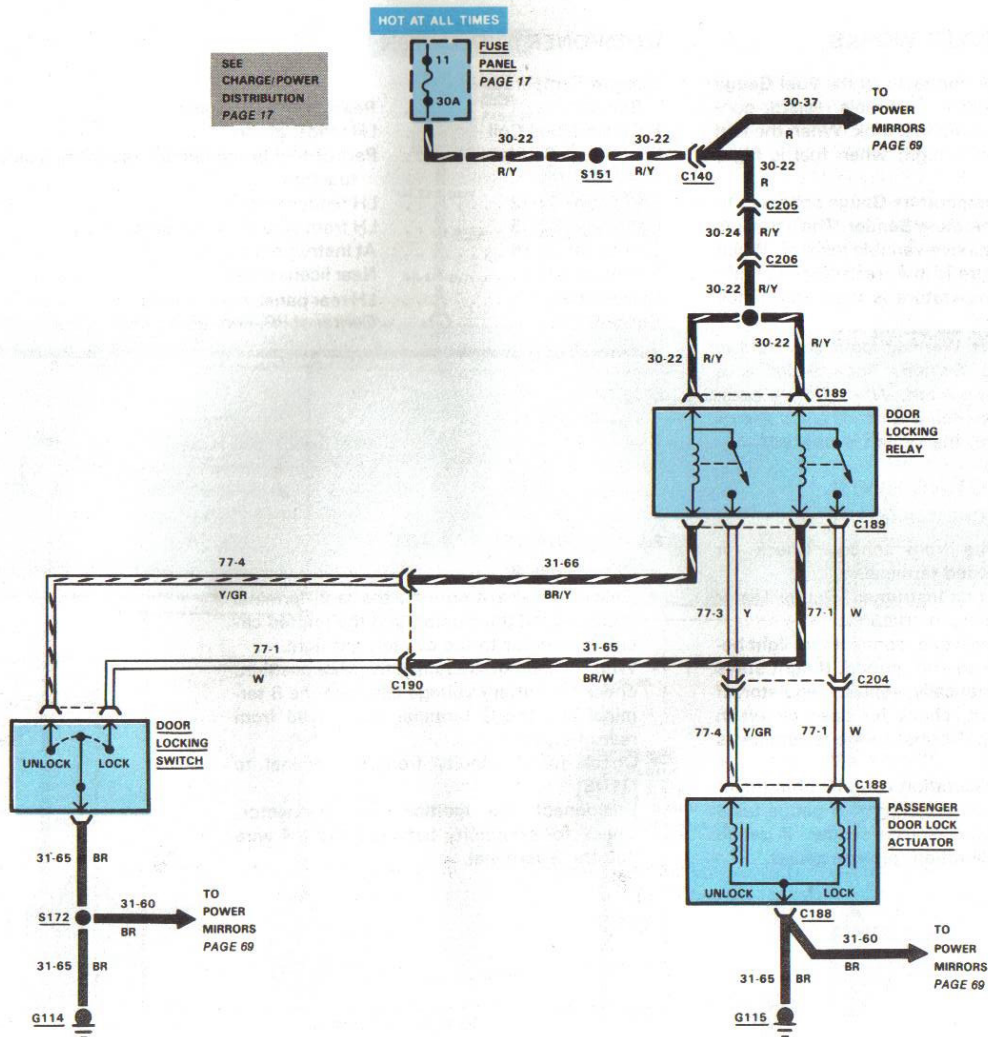 HOT AT ALL TIMES
SEE
CHARGE/POWER
DISTRIBUTION
PAGE 17
11
30A
FUSE
PANEL
PAGE 17
30-37
TO
POWER
MIRRORS
PAGE 69
30-22
R/Y
S151
30-22
R/Y
C140
30-22
R
C205
30-24
R/Y
C206
30-22
R/Y
30-22
R/Y
30-22
R/Y
C189
DOOR
LOCKING
RELAY
C189
77-4
Y/GR
31-66
BR/Y
77-3
77-1
W
77-1
W
31-65
BR/W
C190
C204
77-4
Y/GR
77-1
W
DOOR
LOCKING
SWITCH
UNLOCK
LOCK
C188
PASSENGER
DOOR LOCK
ACTUATOR
UNLOCK
LOCK
C188
31-65
BR
S172
31-60
BR
TO
POWER
MIRRORS
PAGE 69
31-65
BR
G114
31-60
BR
TO
POWER
MIRRORS
PAGE 69
31-65
BR
G115